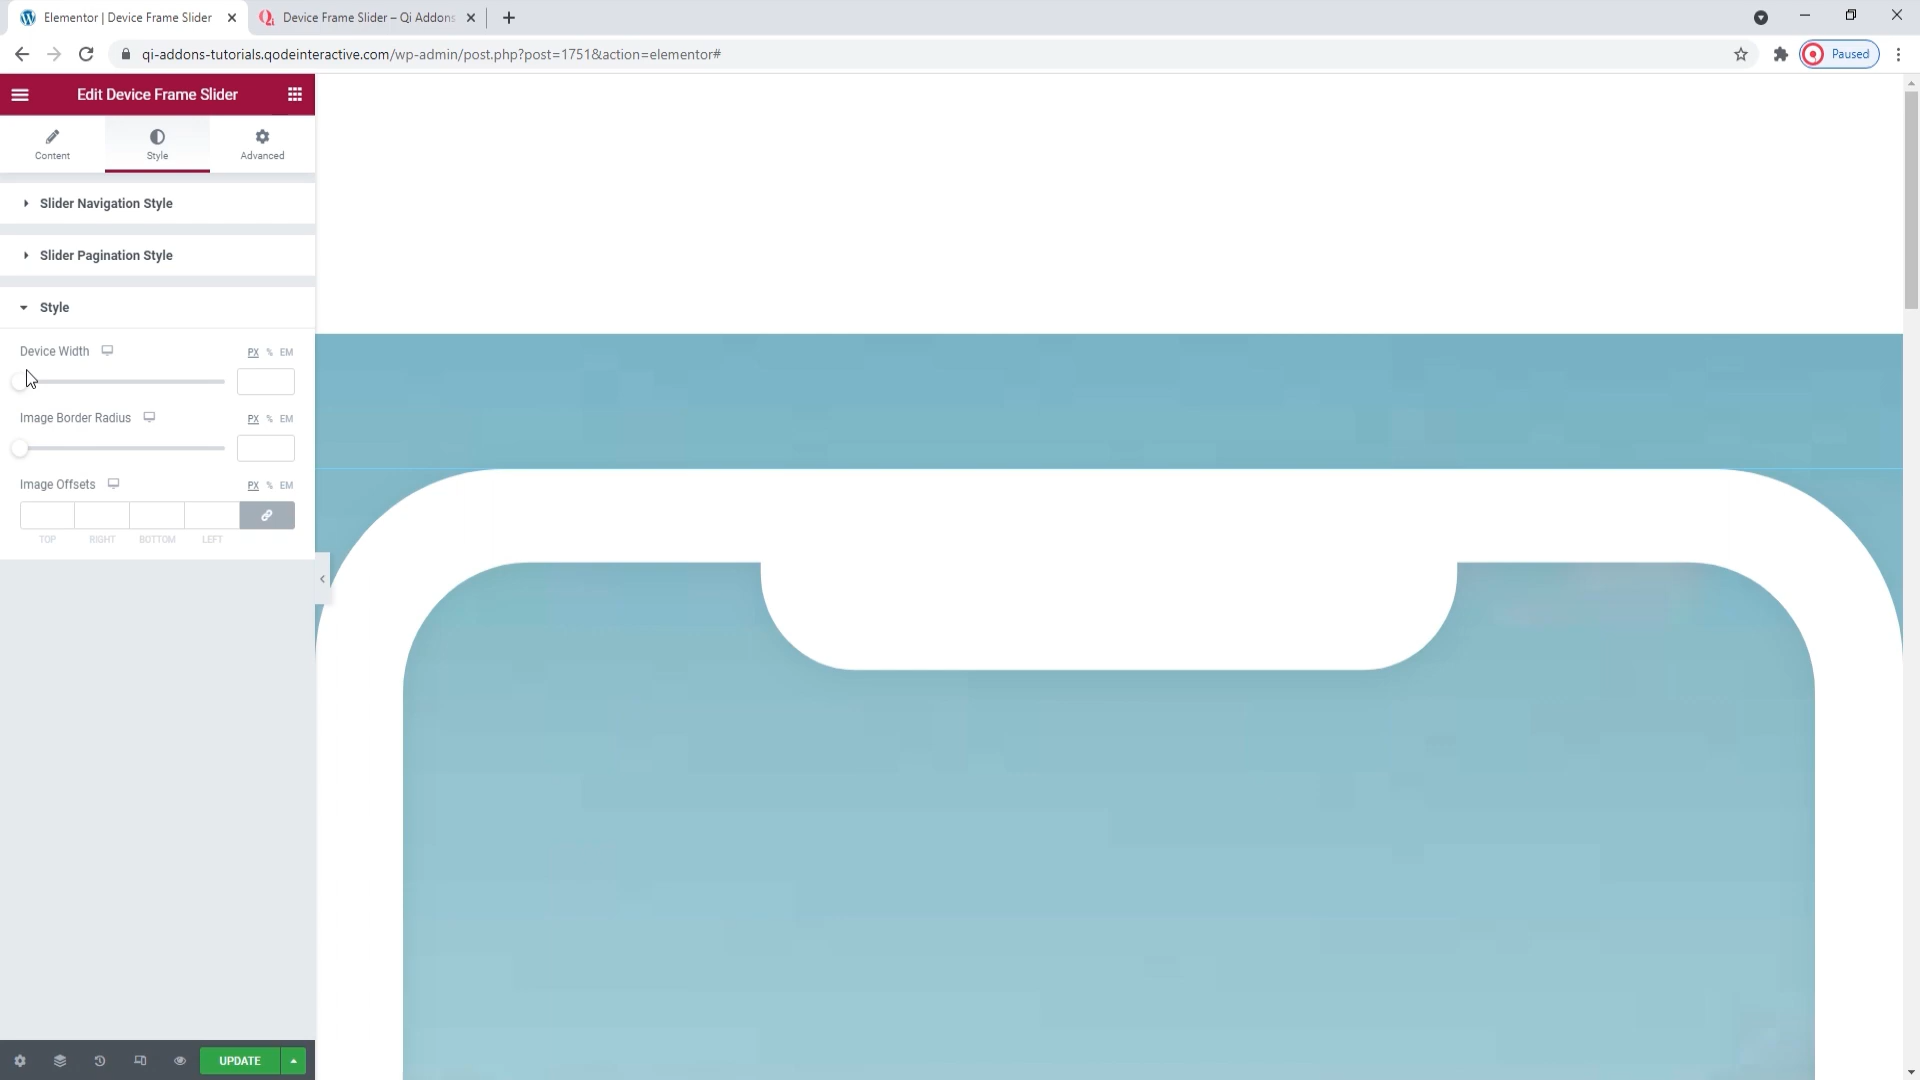 Elementor | Device Frame Slider
Device Frame Slider – Qi Addons
qi-addons-tutorials.qodeinteractive.com/wp-admin/post.php?post=1751&action=elementor#
Paused
Edit Device Frame Slider
Content
Style
Advanced
Slider Navigation Style
Slider Pagination Style
Style
Device Width
PX % EM
Image Border Radius
PX % EM
Image Offsets
PX % EM
TOP RIGHT BOTTOM LEFT
UPDATE